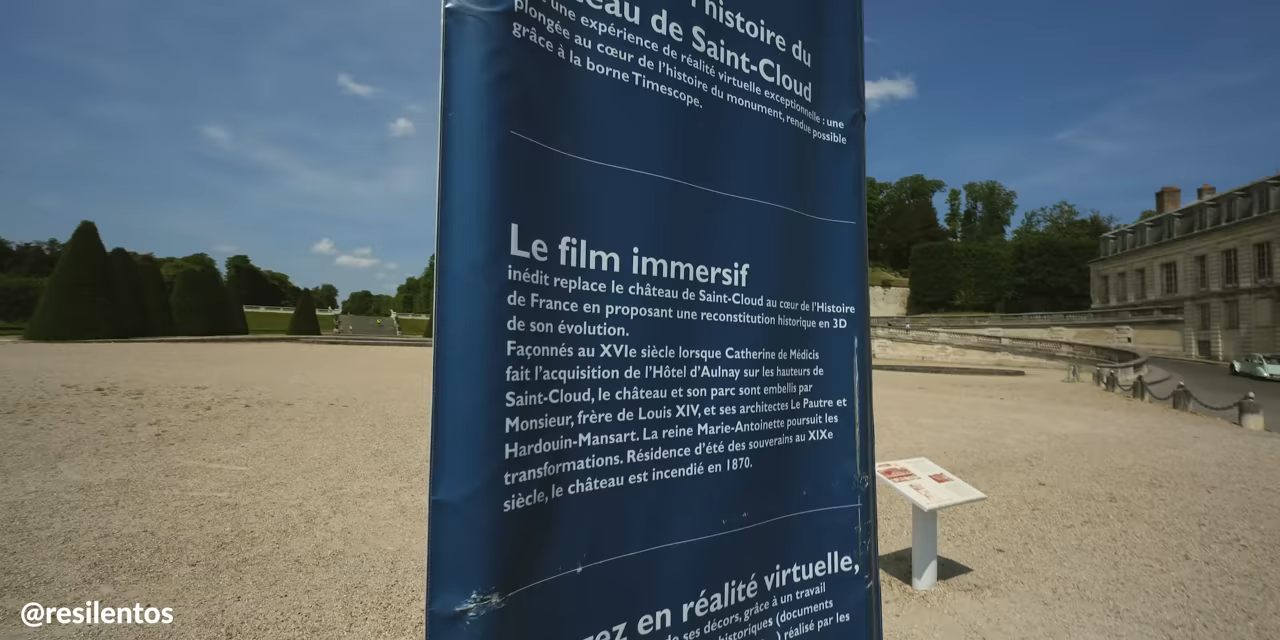 l'histoire du
de Saint-Cloud
une expérience de réalité virtuelle exceptionnelle : une
plongée au cœur de l'histoire du monument, rendue possible
grâce à la borne Timescope.
Le film immersif
inédit replace le château de Saint-Cloud au cœur de l'Histoire
de France en proposant une reconstitution historique en 3D
de son évolution.
Façonnés au XVIe siècle lorsque Catherine de Médicis
fait l'acquisition de l'Hôtel d'Aulnay sur les hauteurs de
Saint-Cloud, le château et son parc sont embellis par
Monsieur, frère de Louis XIV, et ses architectes Le Pautre et
Hardouin-Mansart. La reine Marie-Antoinette poursuit les
transformations. Résidence d'été des souverains au XIXe
siècle, le château est incendié en 1870.
en réalité virtuelle,
de ses décors, grâce à un travail
historiques (documents
) réalisé par les
@resilentos